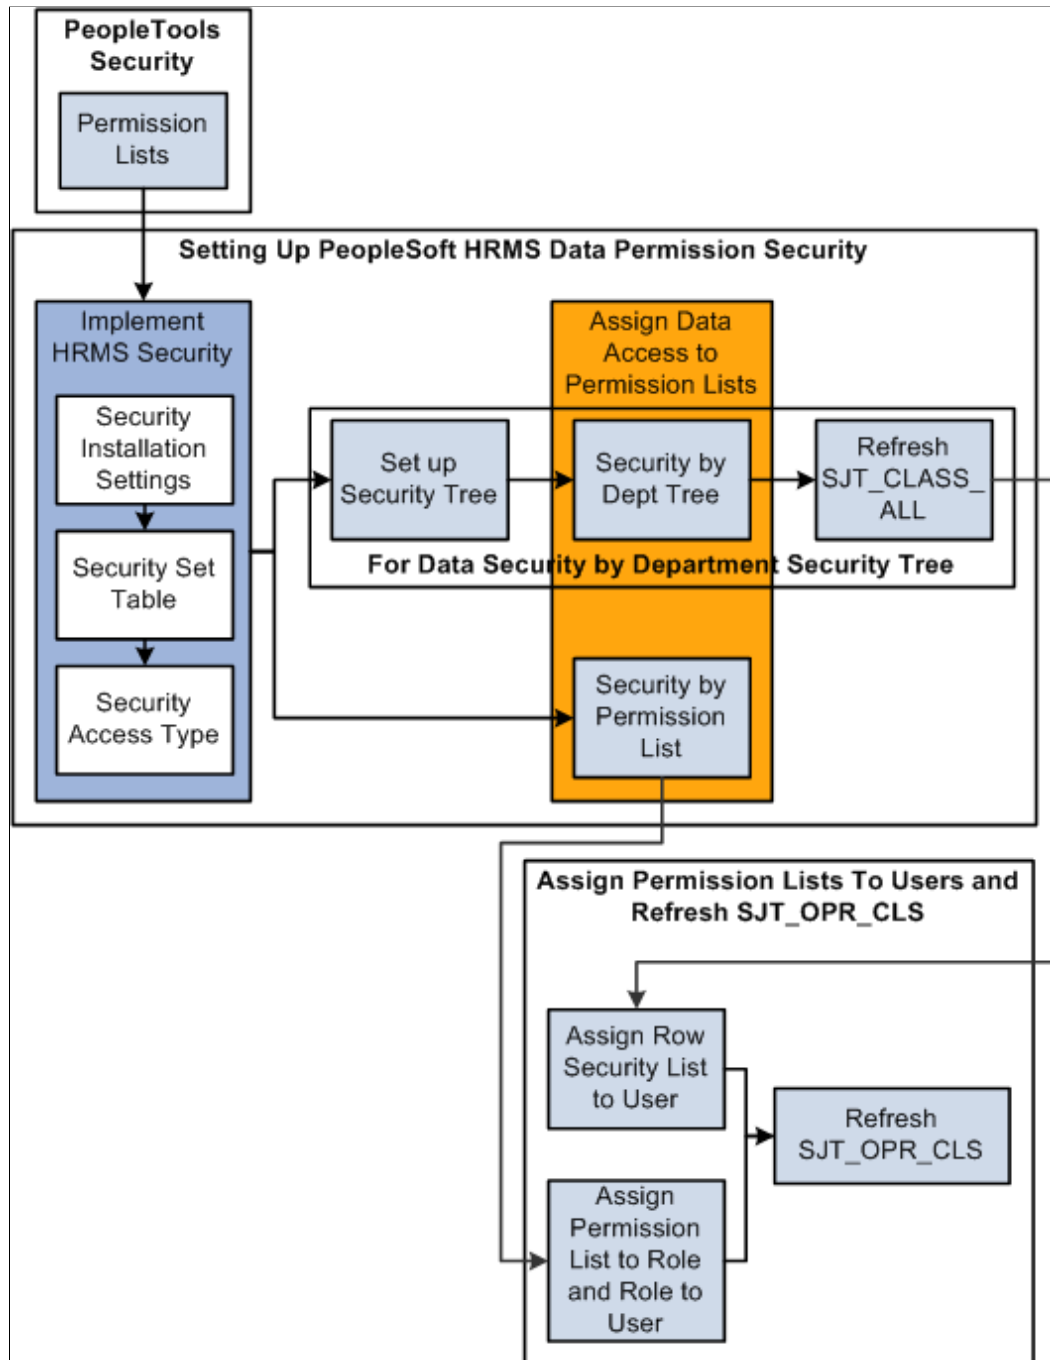 PeopleTools
Security
Permission
Lists
Setting Up PeopleSoft HRMS Data Permission Security
Implement
HRMS Security
Security
Installation
Settings
Security Set
Table
Security
Access Type
Assign Data
Access to
Permission Lists
Set up
Security Tree
Security by
Dept Tree
Refresh
SJT_CLASS_
ALL
For Data Security by Department Security Tree
Security by
Permission
List
Assign Permission Lists To Users and
Refresh SJT_OPR_CLS
Assign Row
Security List
to User
Refresh
SJT_OPR_CLS
Assign
Permission
List to Role
and Role to
User